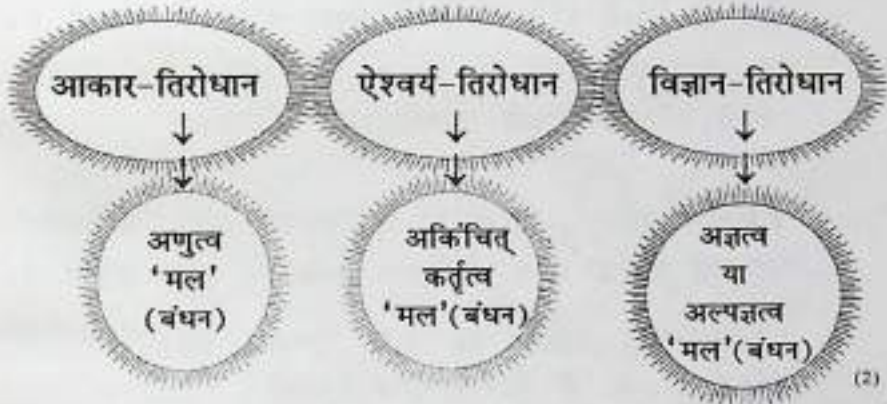 आकार-तिरोधान
ऐश्वर्य-तिरोधान
विज्ञान-तिरोधान
अणुत्व
'मल'
(बंधन)
अकिंचित्
कर्तृत्व
'मल'(बंधन)
अज्ञत्व
या
अल्पज्ञत्व
'मल'(बंधन)
(2)